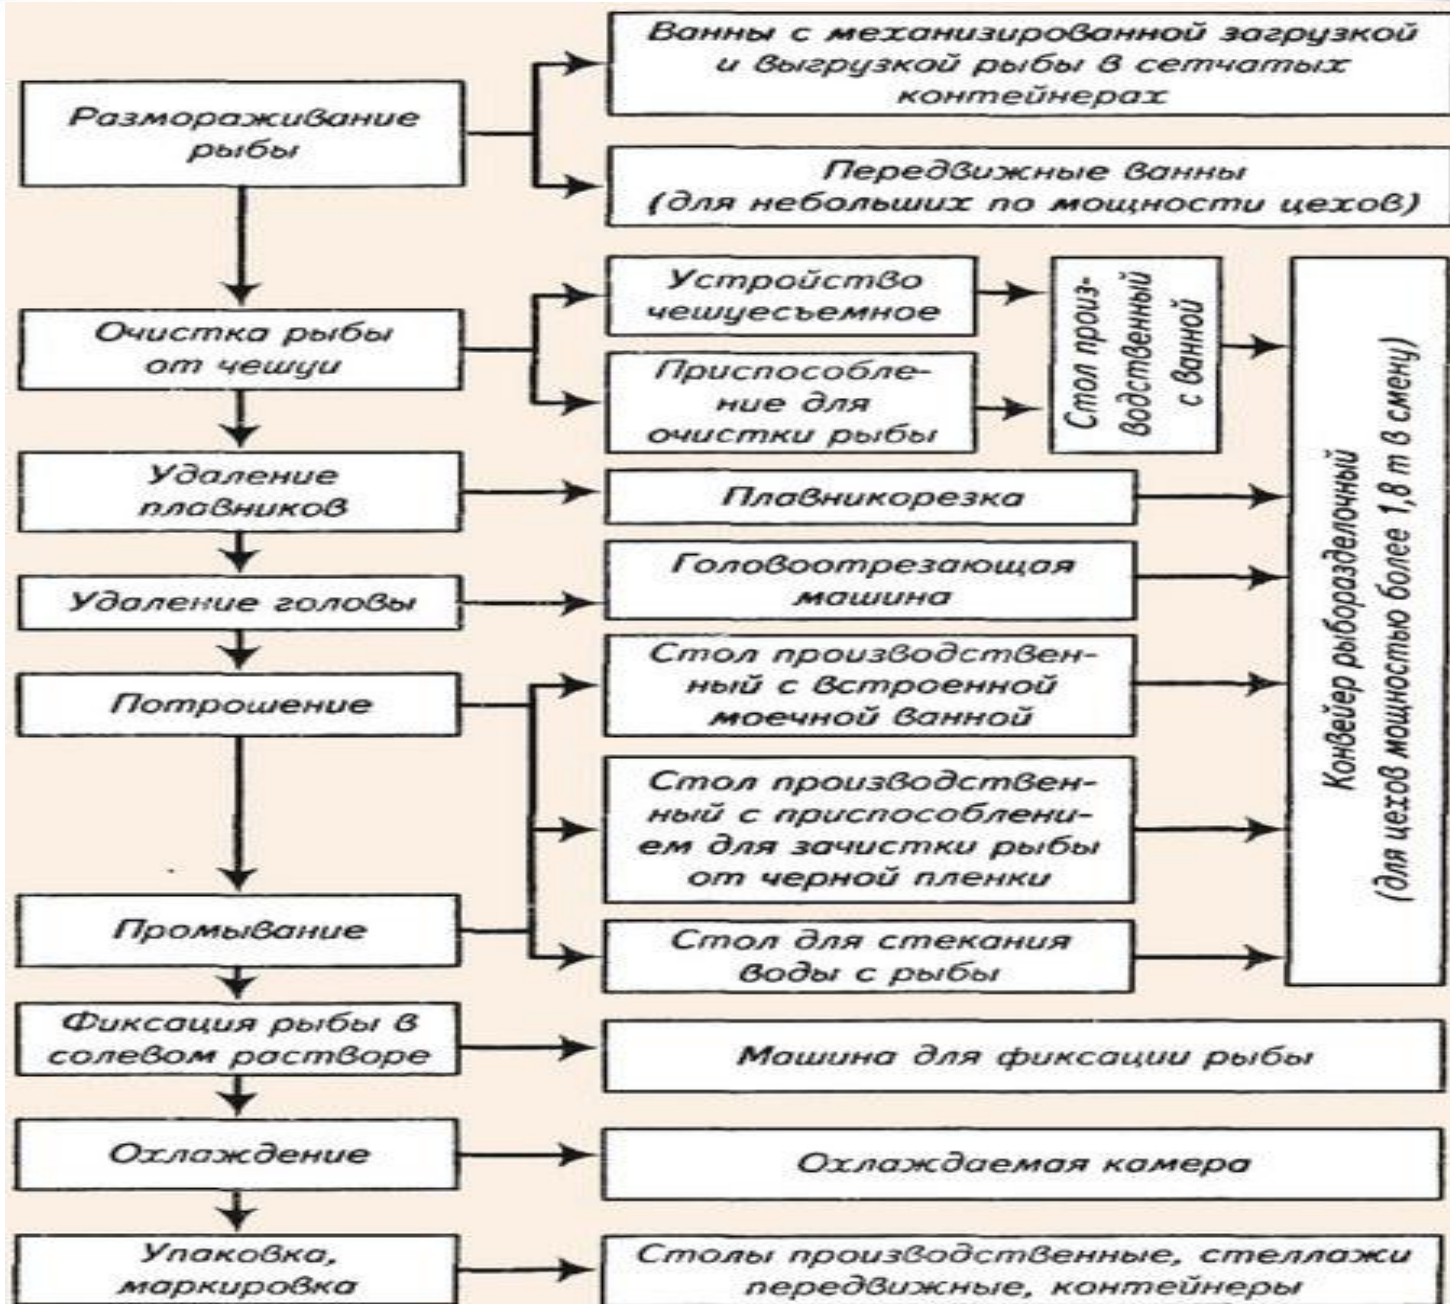 Размораживание
рыбы
Ванны с механизированной загрузкой
и выгрузкой рыбы в сетчатых
контейнерах
Передвижные ванны
(для небольших по мощности цехов)
Очистка рыбы
от чешуи
Устройство
чешуесъемное
Приспособле-
ние для
очистки рыбы
Стол произ-
водственный
с ванной
Конвейер рыборазделочный
(для цехов мощностью более 1,8 т в смену)
Удаление
плавников
Плавникорезка
Удаление головы
Головоотрезающая
машина
Потрошение
Стол производствен-
ный с встроенной
моечной ванной
Стол производствен-
ный с приспособлени-
ем для зачистки рыбы
от черной пленки
Промывание
Стол для стекания
воды с рыбы
Фиксация рыбы в
солевом растворе
Машина для фиксации рыбы
Охлаждение
Охлаждаемая камера
Упаковка,
маркировка
Столы производственные, стеллажи
передвижные, контейнеры